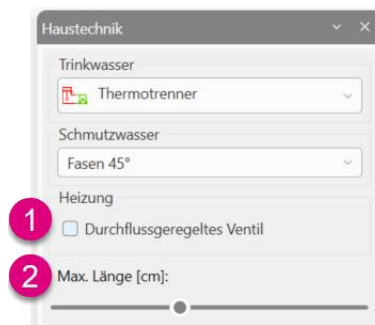 Haustechnik
Trinkwasser
Thermotrenner
Schmutzwasser
Fasen 45°
Heizung
1
Durchflussgeregeltes Ventil
2
Max. Länge [cm]: